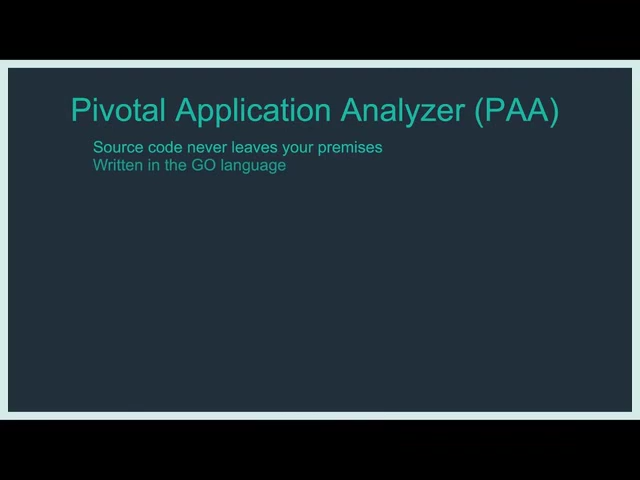 Pivotal Application Analyzer (PAA)
Source code never leaves your premises
Written in the GO language